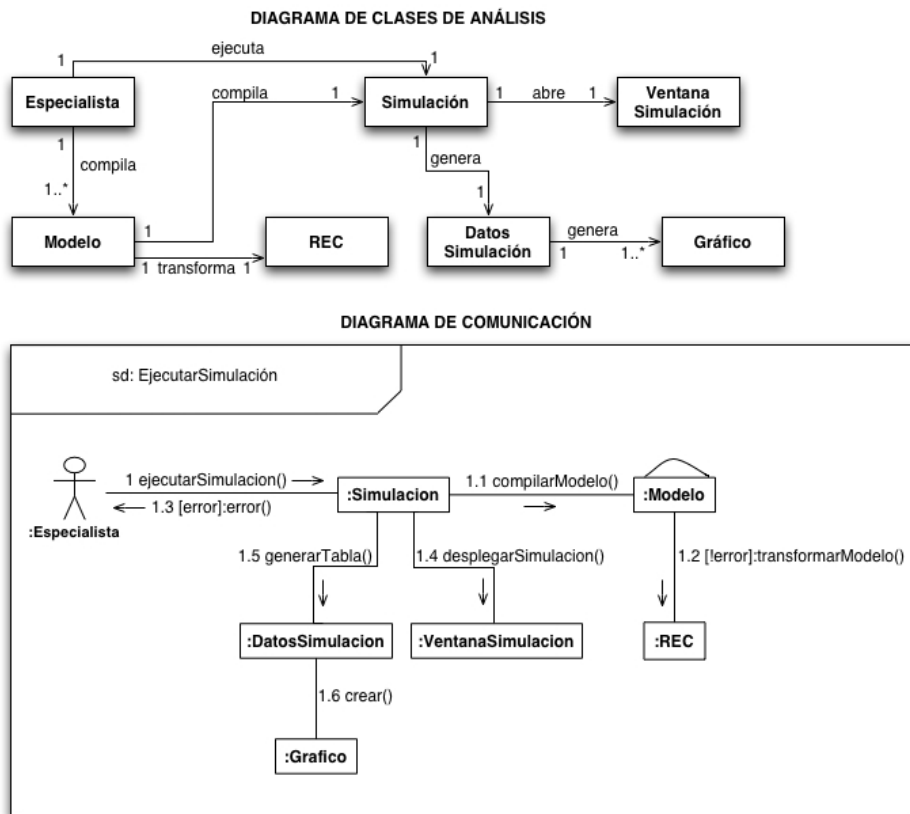 DIAGRAMA DE CLASES DE ANÁLISIS
ejecuta
1
1
Especialista
compila
1
Simulación
1
abre
1
Ventana
Simulación
1
compila
1..*
1
genera
1
Modelo
1
REC
Datos
Simulación
genera
1
1..*
Gráfico
1 transforma 1
DIAGRAMA DE COMUNICACIÓN
sd: EjecutarSimulación
1 ejecutarSimulacion()
1.3 [error]:error()
:Especialista
:Simulacion
1.1 compilarModelo()
:Modelo
1.5 generarTabla()
1.4 desplegarSimulacion()
1.2 [!error]:transformarModelo()
:DatosSimulacion
:VentanaSimulacion
:REC
1.6 crear()
:Grafico